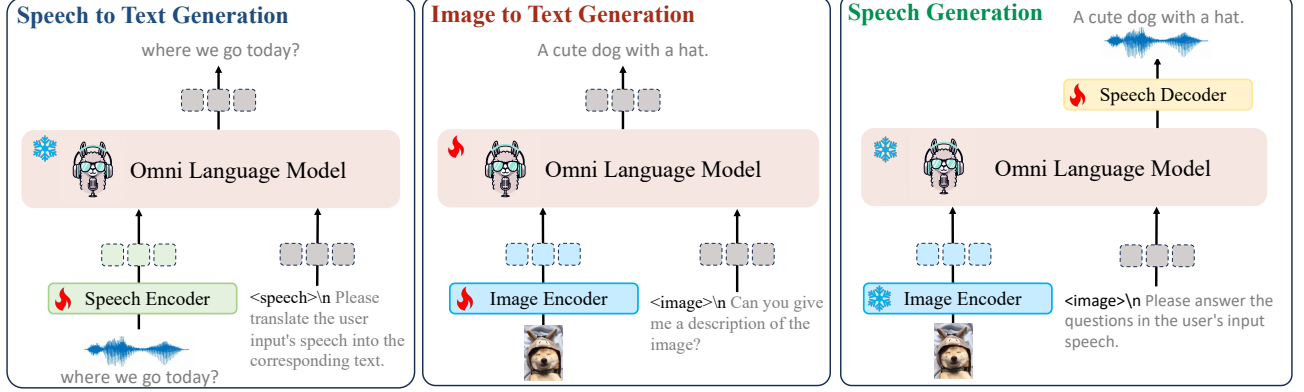 Speech to Text Generation
where we go today?
Omni Language Model
Speech Encoder
<speech>\n Please
translate the user
input's speech into the
corresponding text.
where we go today?
Image to Text Generation
A cute dog with a hat.
Omni Language Model
Image Encoder
<image>\n Can you give
me a description of the
image?
Speech Generation
A cute dog with a hat.
Speech Decoder
Omni Language Model
Image Encoder
<image>\n Please answer the
questions in the user's input
speech.